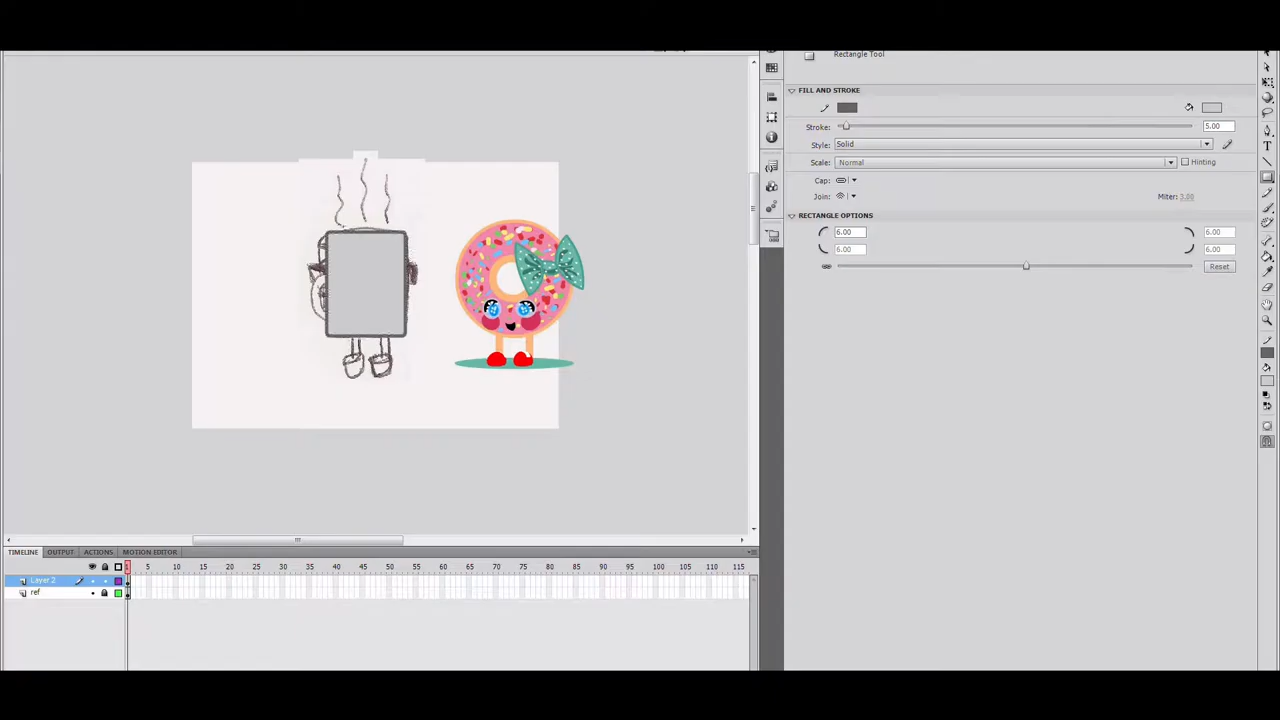 Rectangle Tool
FILL AND STROKE
Stroke: 5.00
Style: Solid
Scale: Normal Hinting
Cap:
Join: Miter: 3.00
RECTANGLE OPTIONS
6.00 6.00
6.00 6.00
Reset
TIMELINE OUTPUT ACTIONS MOTION EDITOR
1 5 10 15 20 25 30 35 40 45 50 55 60 65 70 75 80 85 90 95 100 105 110 115
Layer 2
ref